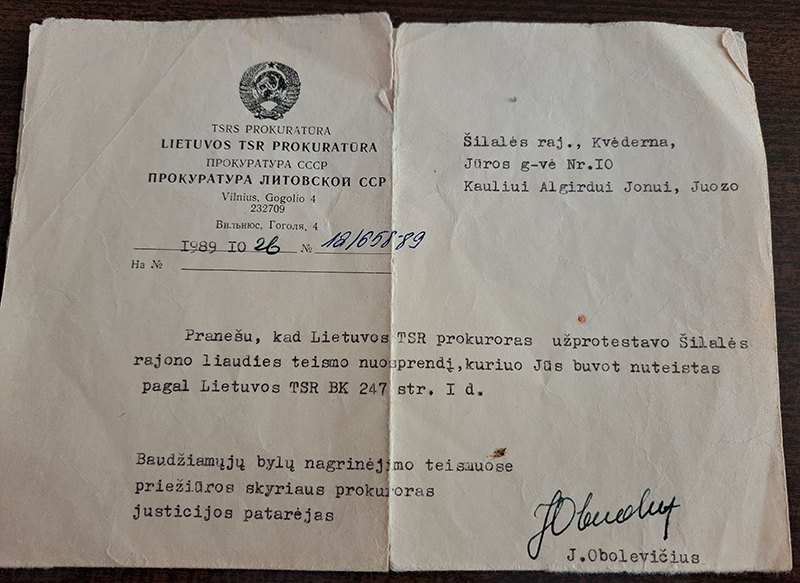 TSRS PROKURATŪRA
LIETUVOS TSR PROKURATŪRA
ПРОКУРАТУРА СССР
ПРОКУРАТУРА ЛИТОВСКОЙ ССР
Vilnius, Gogolio 4
232709
Вильнюс, Гоголя, 4
I989 IO 26 № 12/658-89
На №
Šilalės raj., Kvėderna,
Jūros g-vė Nr.IO
Kauliui Algirdui Jonui, Juozo
Pranešu, kad Lietuvos TSR prokuroras užprotestavo Šilalės
rajono liaudies teismo nuosprendį,kuriuo Jūs buvot nuteistas
pagal Lietuvos TSR BK 247 str. I d.
Baudžiamųjų bylų nagrinėjimo teismuose
priežiūros skyriaus prokuroras
justicijos patarėjas
J.Obolevičius